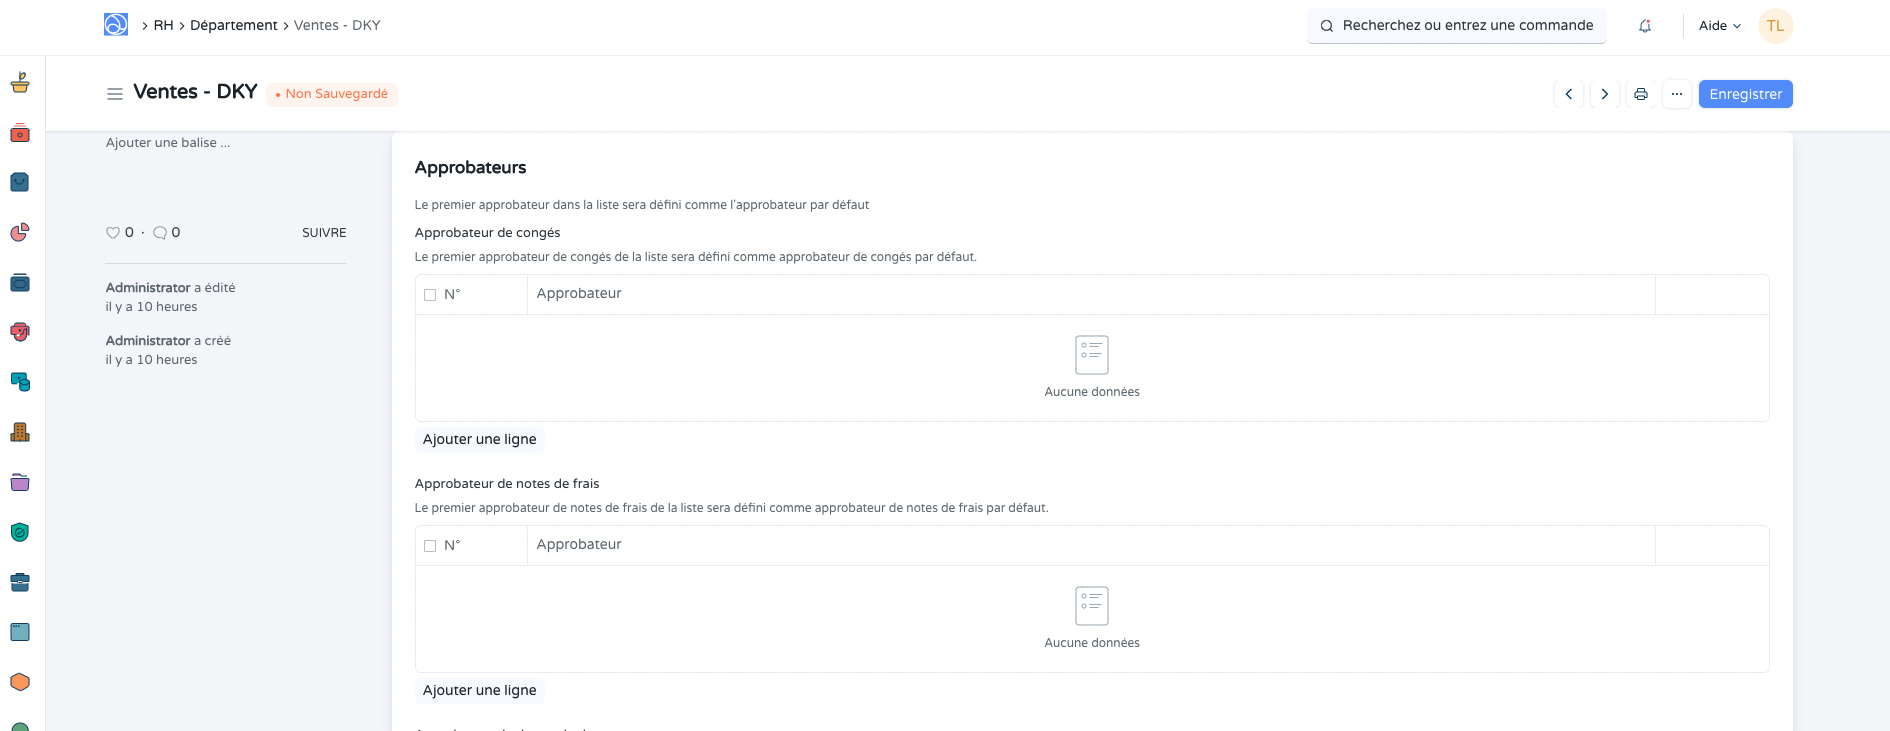 RH Département Ventes - DKY
Recherchez ou entrez une commande
Aide
TL
Ventes - DKY
Non Sauvegardé
Enregistrer
Ajouter une balise ...
0 · 0
SUIVRE
Administrator a édité
il y a 10 heures
Administrator a créé
il y a 10 heures
Approbateurs
Le premier approbateur dans la liste sera défini comme l'approbateur par défaut
Approbateur de congés
Le premier approbateur de congés de la liste sera défini comme approbateur de congés par défaut.
N° Approbateur
Aucune données
Ajouter une ligne
Approbateur de notes de frais
Le premier approbateur de notes de frais de la liste sera défini comme approbateur de notes de frais par défaut.
N° Approbateur
Aucune données
Ajouter une ligne